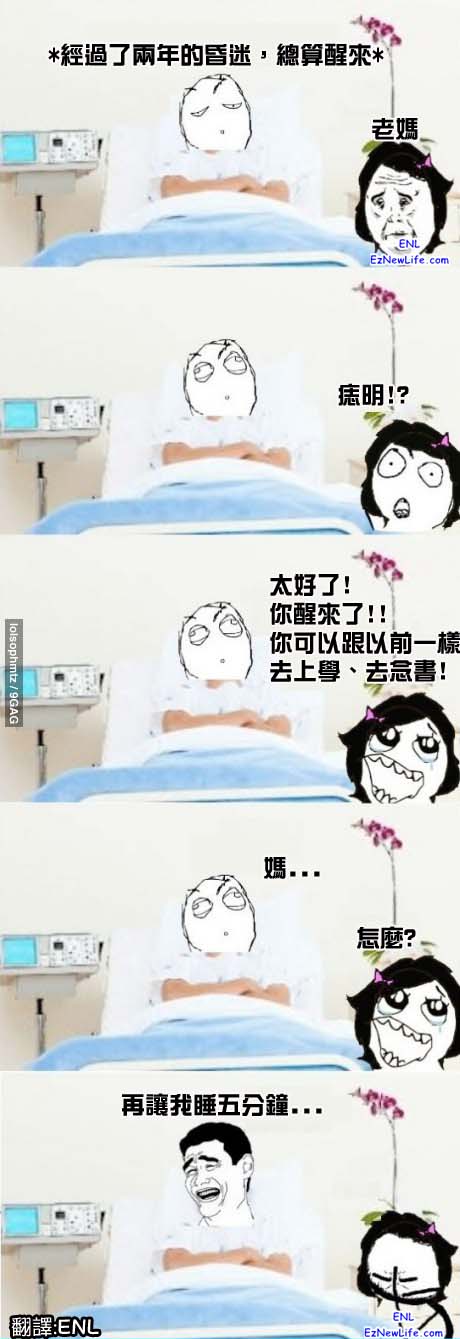 *經過了兩年的昏迷，總算醒來*
老媽
ENL
EzNewLife.com
痣明!?
太好了!
你醒來了!!
你可以跟以前一樣
去上學、去念書!
lolsophmtz / 9GAG
媽...
怎麼?
再讓我睡五分鐘...
ENL
EzNewLife.com
翻譯:ENL